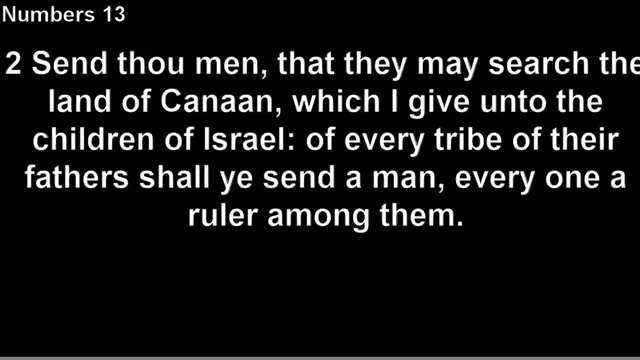 Numbers 13
2 Send thou men, that they may search the
land of Canaan, which I give unto the
children of Israel: of every tribe of their
fathers shall ye send a man, every one a
ruler among them.